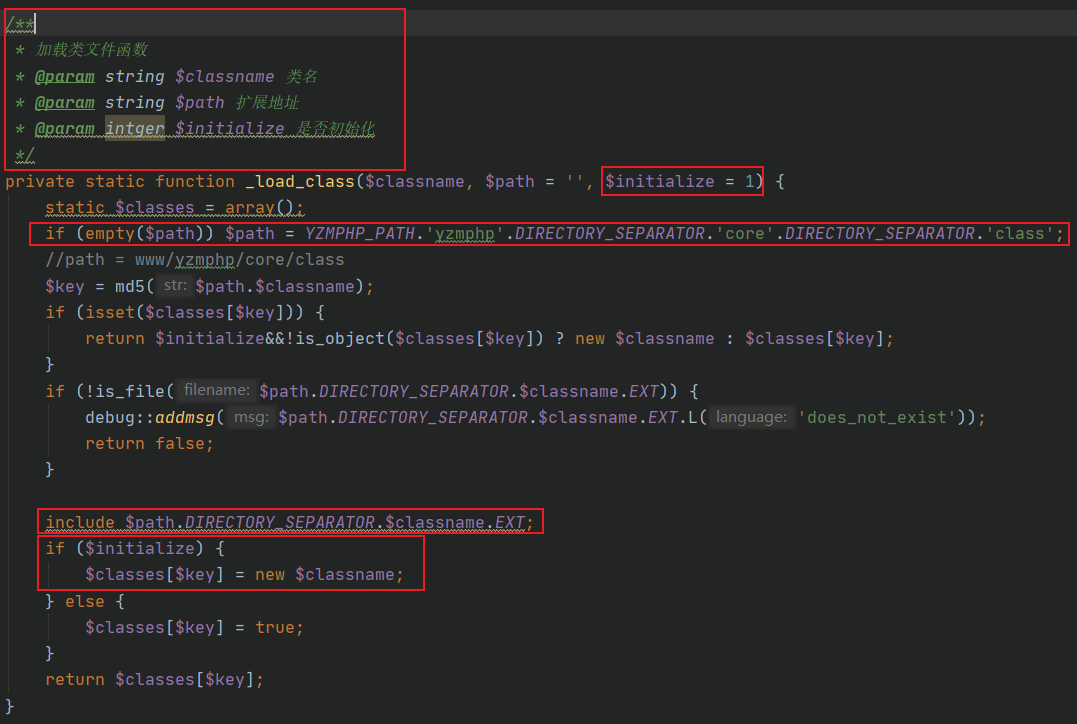 /**
 * 加载类文件函数
 * @param string $classname 类名
 * @param string $path 扩展地址
 * @param intger $initialize 是否初始化
 */
private static function _load_class($classname, $path = '', $initialize = 1) {
    static $classes = array();
    if (empty($path)) $path = YZMPHP_PATH.'yzmphp'.DIRECTORY_SEPARATOR.'core'.DIRECTORY_SEPARATOR.'class';
    //path = www/yzmphp/core/class
    $key = md5( str: $path.$classname);
    if (isset($classes[$key])) {
        return $initialize&&!is_object($classes[$key]) ? new $classname : $classes[$key];
    }
    if (!is_file( filename: $path.DIRECTORY_SEPARATOR.$classname.EXT)) {
        debug::addmsg( msg: $path.DIRECTORY_SEPARATOR.$classname.EXT.L( language: 'does_not_exist'));
        return false;
    }
    include $path.DIRECTORY_SEPARATOR.$classname.EXT;
    if ($initialize) {
        $classes[$key] = new $classname;
    } else {
        $classes[$key] = true;
    }
    return $classes[$key];
}